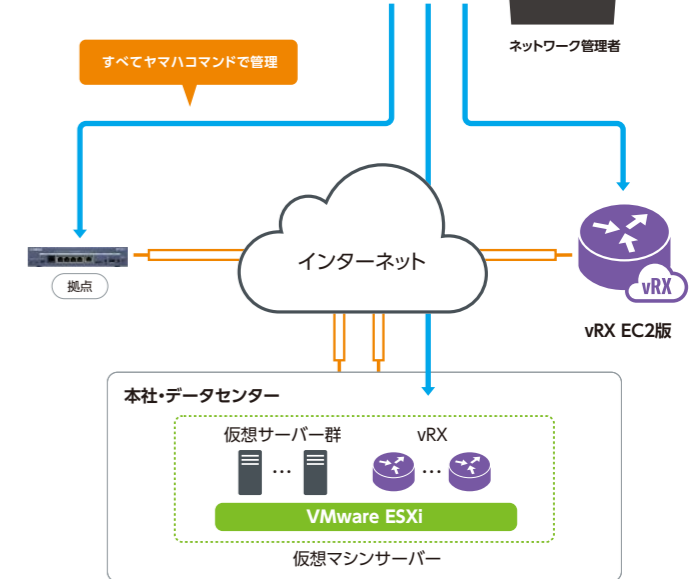 ネットワーク管理者
すべてヤマハコマンドで管理
インターネット
拠点
vRX
vRX EC2版
本社・データセンター
仮想サーバー群
vRX
...
...
VMware ESXi
仮想マシンサーバー